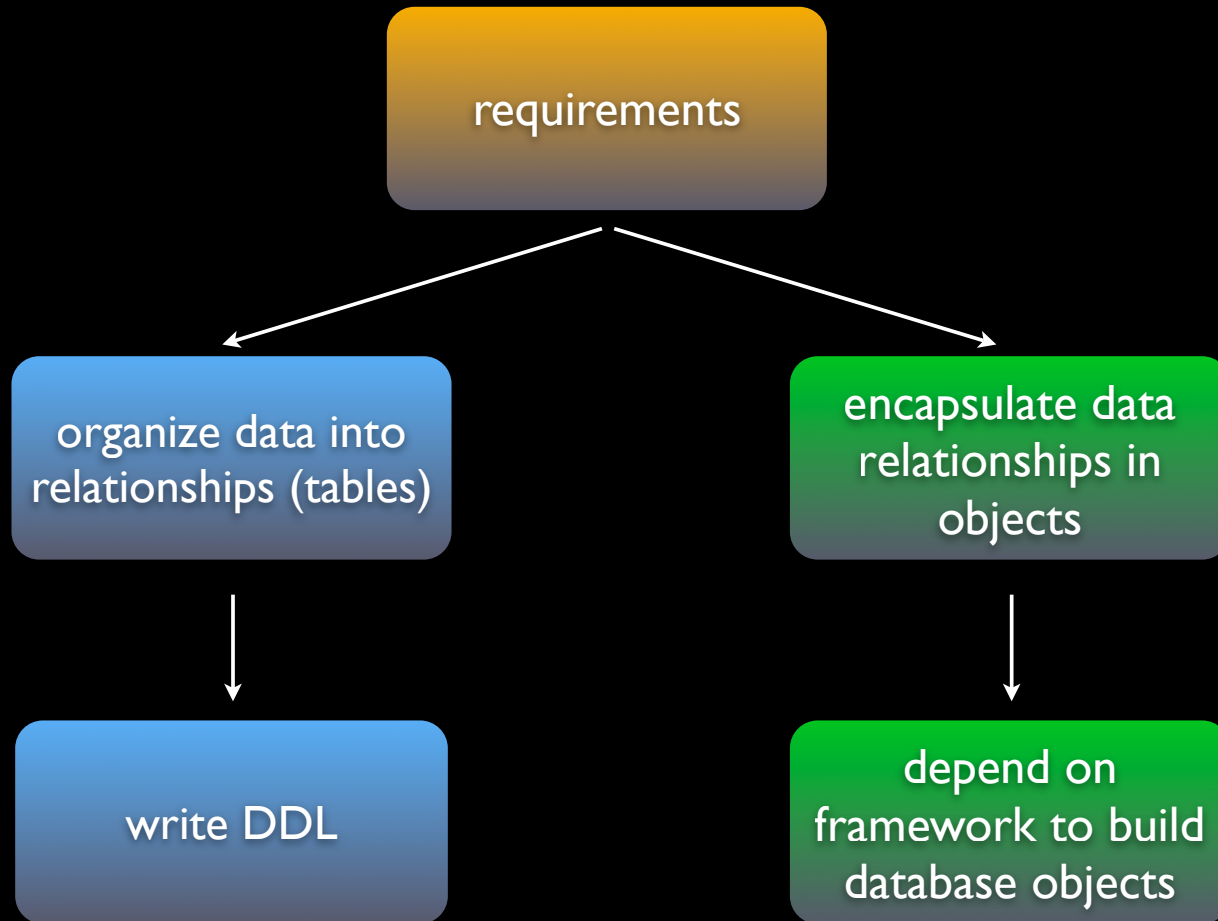 requirements
organize data into
relationships (tables)
encapsulate data
relationships in
objects
write DDL
depend on
framework to build
database objects